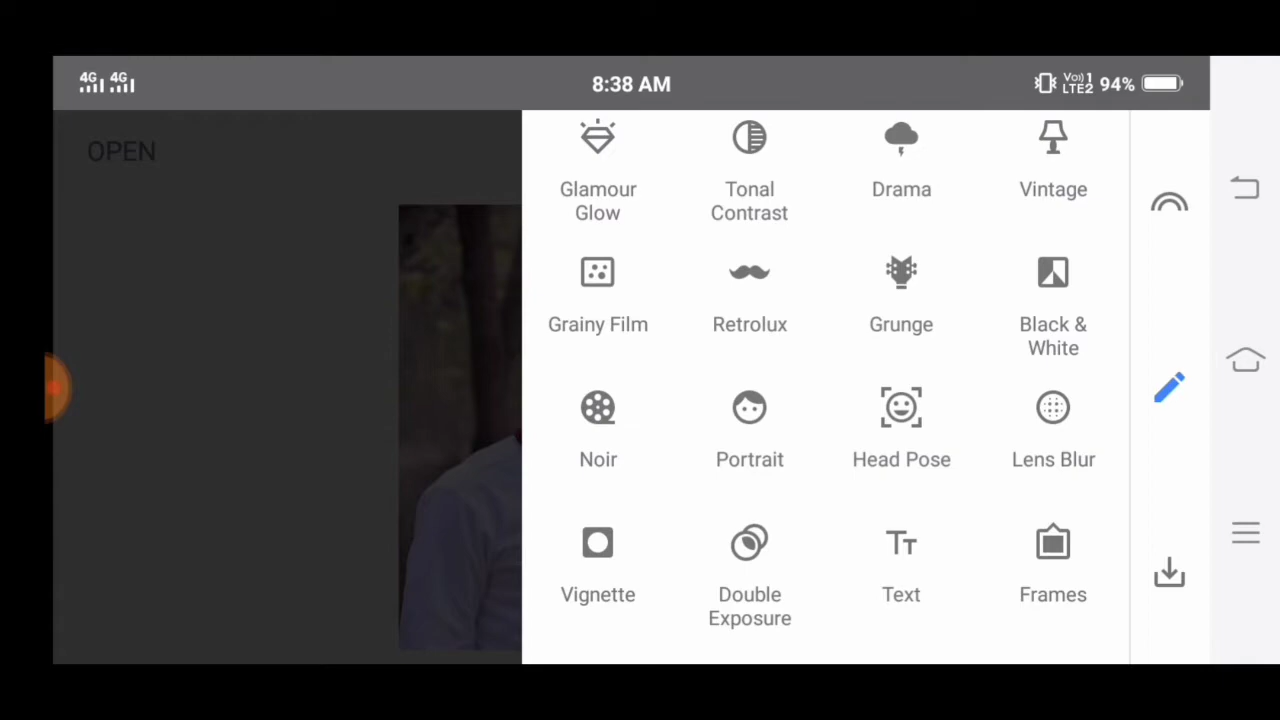 4G 4G 8:38 AM Vo) 1 LTE2 94%
OPEN
Glamour Glow
Tonal Contrast
Drama
Vintage
Grainy Film
Retrolux
Grunge
Black & White
Noir
Portrait
Head Pose
Lens Blur
Vignette
Double Exposure
Text
Frames